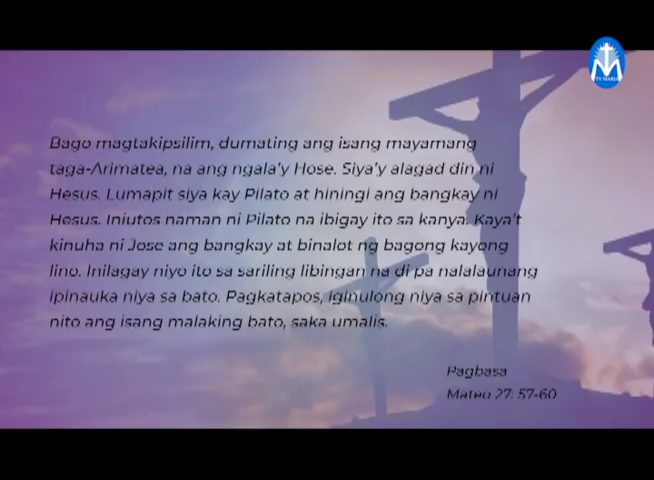 TV MARIA
Bago magtakipsilim, dumating ang isang mayamang
taga-Arimatea, na ang ngala'y Hose. Siya'y alagad din ni
Hesus. Lumapit siya kay Pilato at hiningi ang bangkay ni
Hesus. Iniutos naman ni Pilato na ibigay ito sa kanya. Kaya't
kinuha ni Jose ang bangkay at binalot ng bagong kayong
lino. Inilagay niyo ito sa sariling libingan na di pa nalalaunang
ipinauka niya sa bato. Pagkatapos, iginulong niya sa pintuan
nito ang isang malaking bato, saka umalis.
Pagbasa
Mateo 27: 57-60